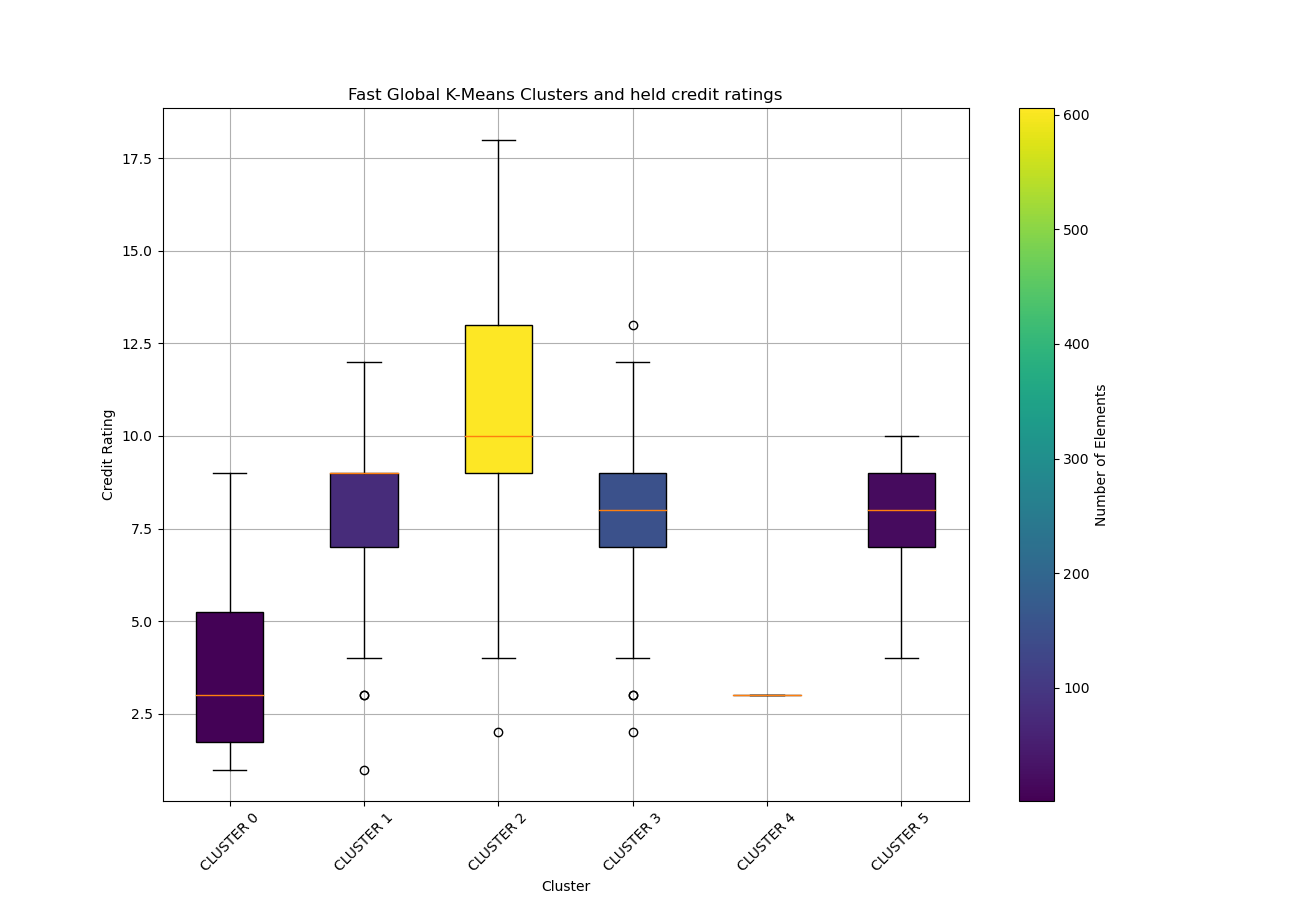 Fast Global K-Means Clusters and held credit ratings
17.5
15.0
12.5
10.0
7.5
5.0
2.5
Credit Rating
CLUSTER 0
CLUSTER 1
CLUSTER 2
CLUSTER 3
CLUSTER 4
CLUSTER 5
Cluster
600
500
400
300
200
100
Number of Elements